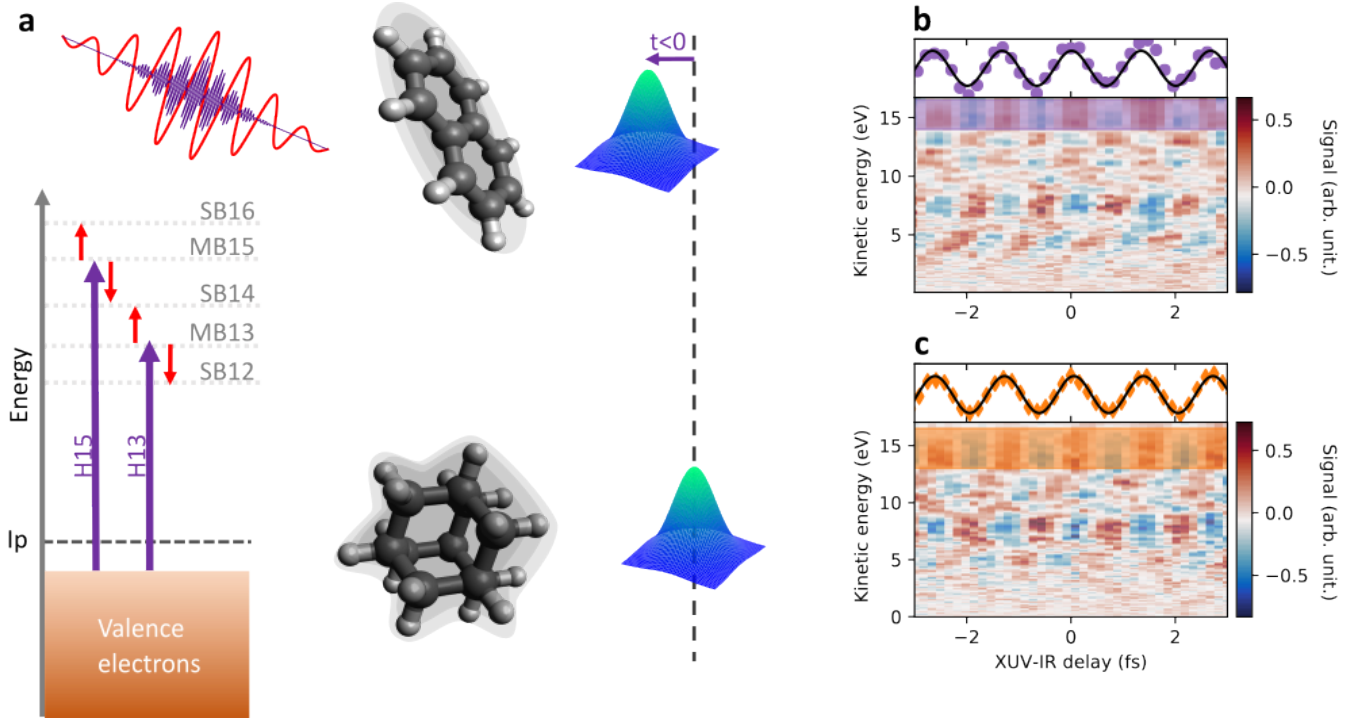 a
t<0
SB16
MB15
SB14
MB13
SB12
Energy
H15
H13
Ip
Valence
electrons
b
Kinetic energy (eV)
15
10
5
−2
0
2
0.5
0.0
−0.5
Signal (arb. unit.)
c
Kinetic energy (eV)
15
10
5
0
−2
0
2
XUV-IR delay (fs)
0.5
0.0
−0.5
Signal (arb. unit.)